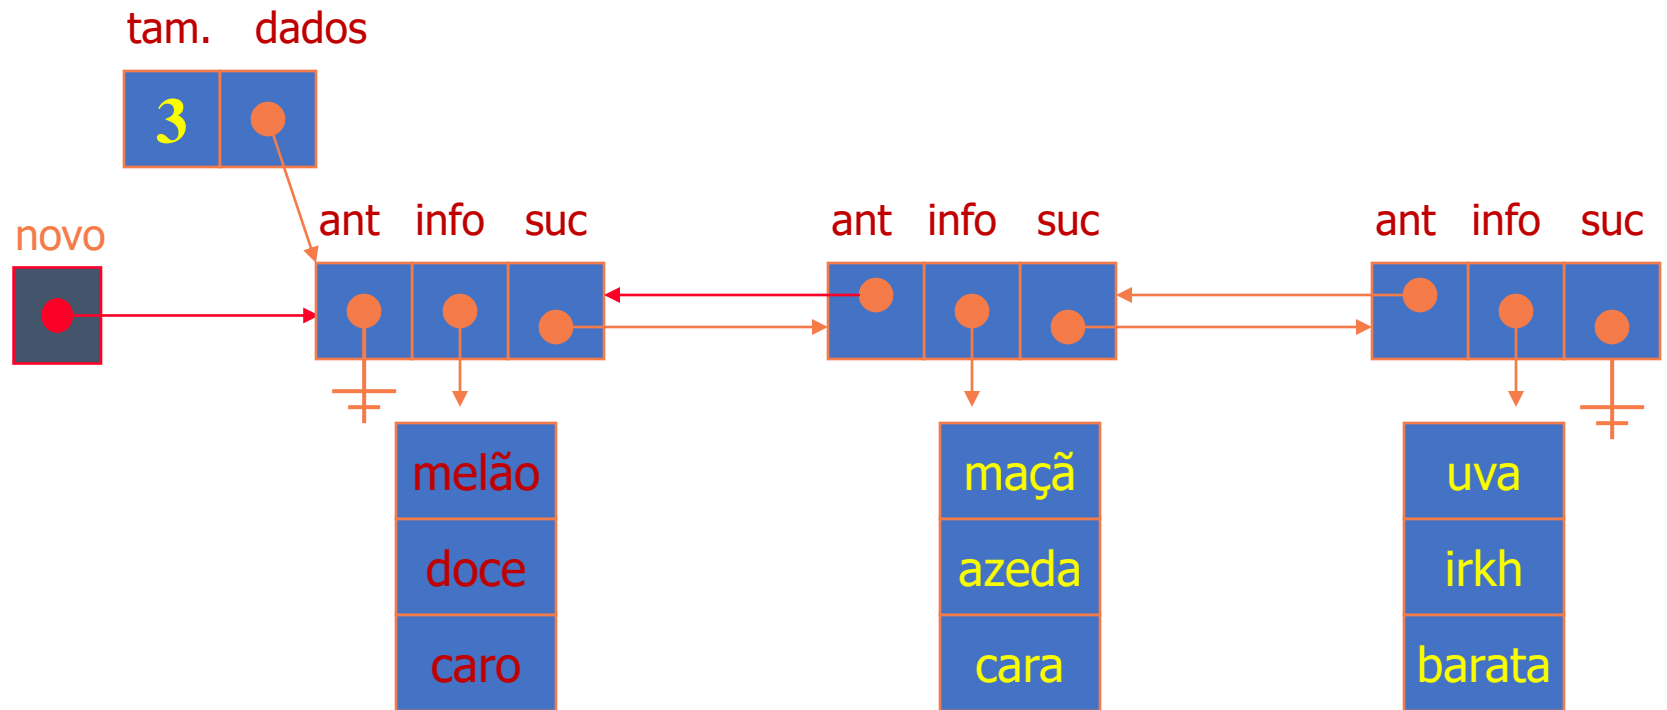 tam. dados
3
novo
ant info suc
ant info suc
ant info suc
melão
doce
caro
maçã
azeda
cara
uva
irkh
barata